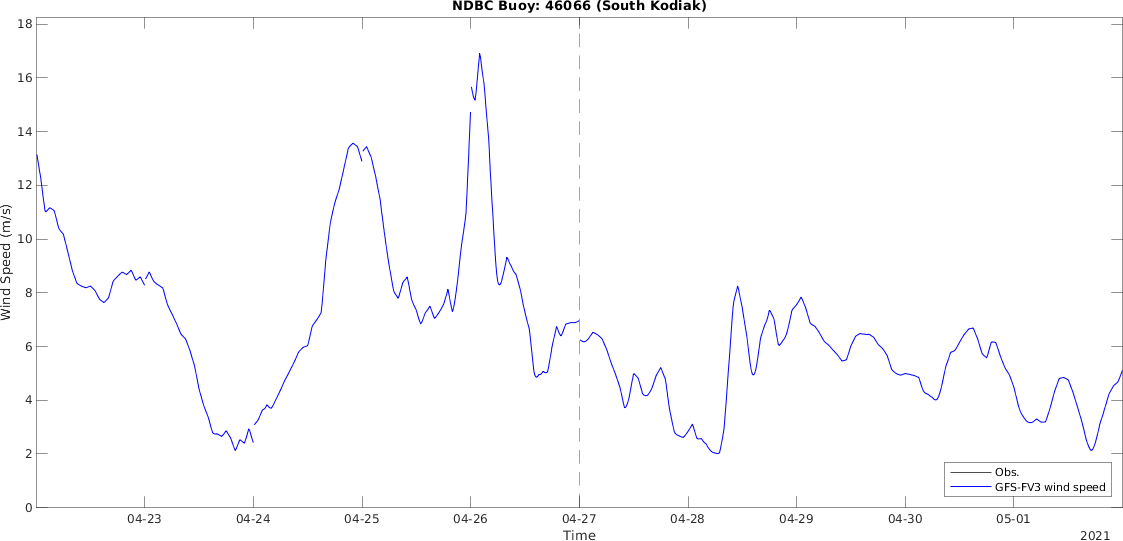 NDBC Buoy: 46066 (South Kodiak)
18
16
14
12
10
8
6
4
2
0
Wind Speed (m/s)
04-23 04-24 04-25 04-26 04-27 04-28 04-29 04-30 05-01
Time
2021
Obs.
GFS-FV3 wind speed